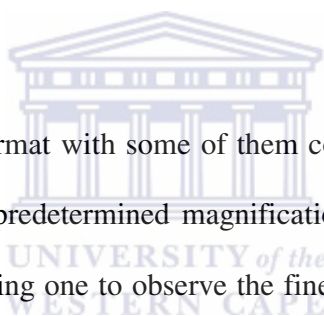 rmat with some of them co
predetermined magnificatio
UNIVERSITY of the
ing one to observe the fine
WESTERN CAPE